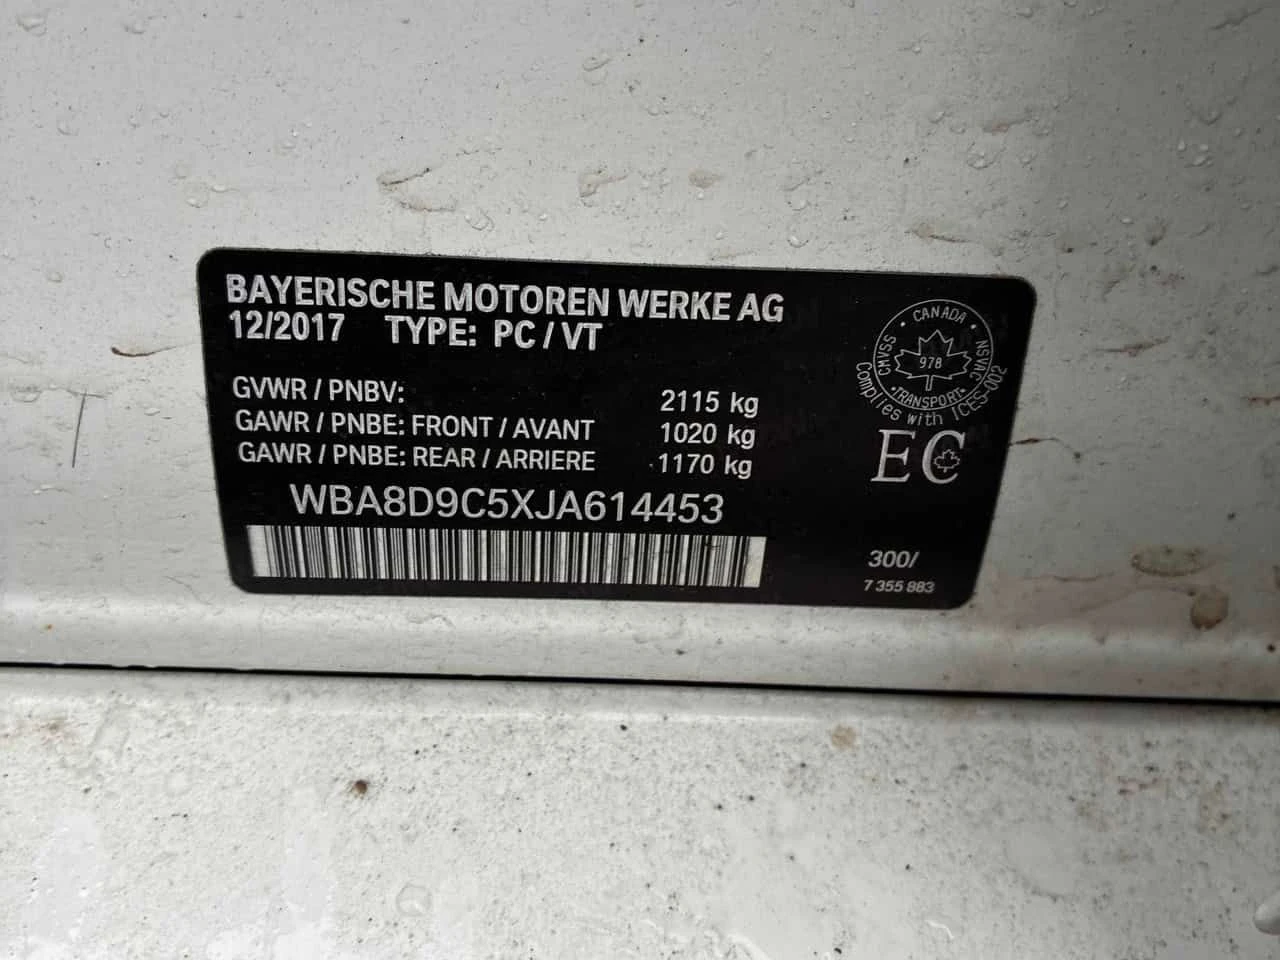 BAYERISCHE MOTOREN WERKE AG
12/2017 TYPE: PC / VT
GVWR / PNBV: 2115 kg
GAWR / PNBE: FRONT / AVANT 1020 kg
GAWR / PNBE: REAR / ARRIERE 1170 kg
WBA8D9C5XJA614453
CANADA
CMVSS
NSVAC
978
TRANSPORT
Complies with ICES-002
EC
300/
7 355 883